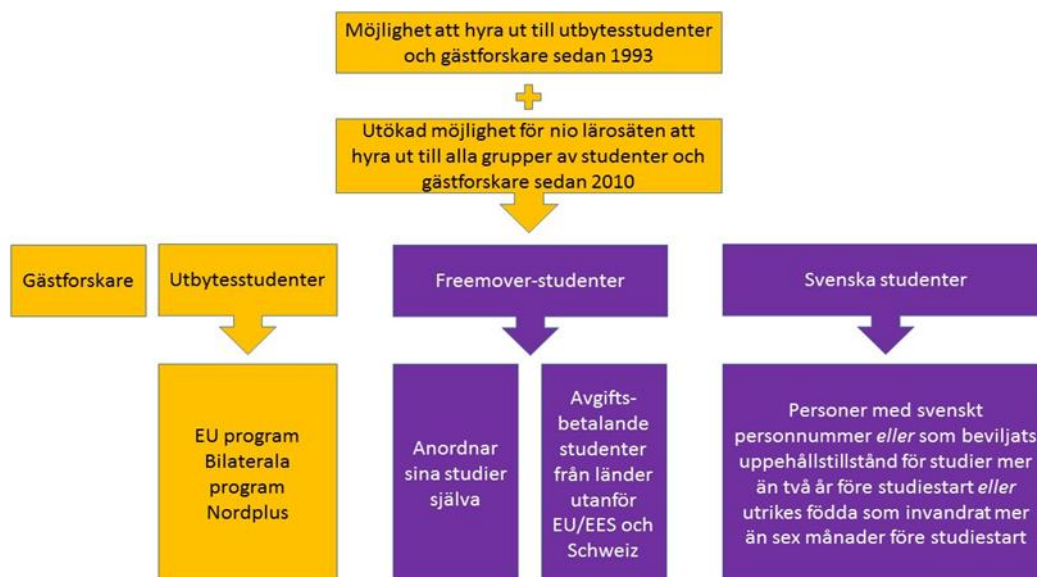 Möjlighet att hyra ut till utbytesstudenter
och gästforskare sedan 1993
Utökad möjlighet för nio lärosäten att
hyra ut till alla grupper av studenter och
gästforskare sedan 2010
Gästforskare
Utbytesstudenter
Freemover-studenter
Svenska studenter
EU program
Bilaterala
program
Nordplus
Anordnar
sina studier
själva
Avgifts-
betalande
studenter
från länder
utanför
EU/EES och
Schweiz
Personer med svenskt
personnummer eller som beviljats
uppehållstillstånd för studier mer
än två år före studiestart eller
utrikes födda som invandrat mer
än sex månader före studiestart